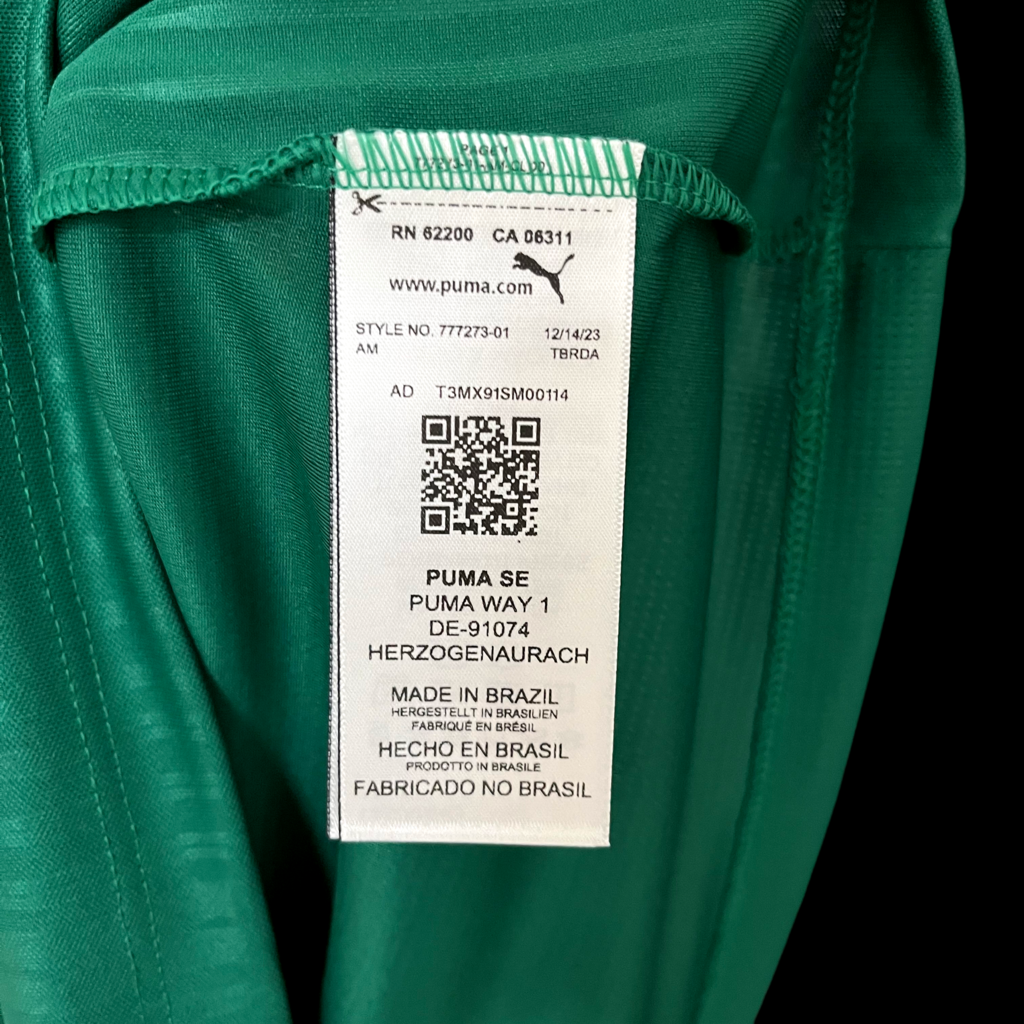 PAGE 1
RN 62200 CA 06311
www.puma.com
STYLE NO. 777273-01 12/14/23
AM TBRDA
AD T3MX91SM00114
PUMA SE
PUMA WAY 1
DE-91074
HERZOGENAURACH
MADE IN BRAZIL
HERGESTELLT IN BRASILIEN
FABRIQUÉ EN BRÉSIL
HECHO EN BRASIL
PRODOTTO IN BRASILE
FABRICADO NO BRASIL